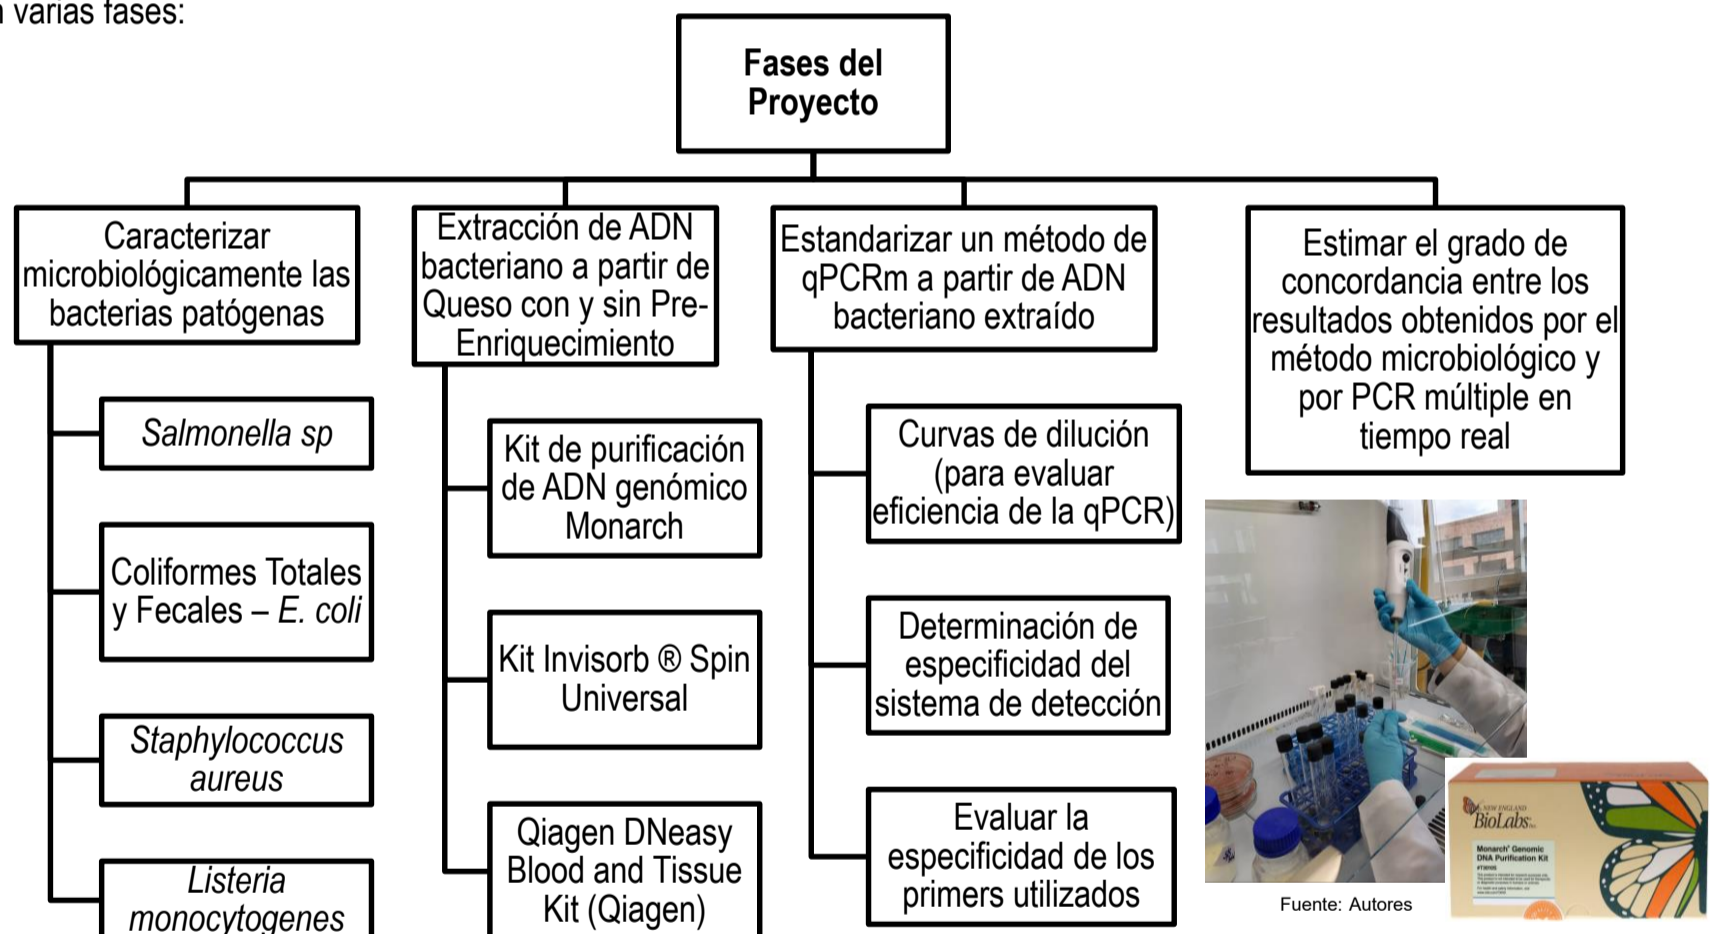 varias fases:
Fases del
Proyecto
Caracterizar
microbiológicamente las
bacterias patógenas
Salmonella sp
Coliformes Totales
y Fecales – E. coli
Staphylococcus
aureus
Listeria
monocytogenes
Extracción de ADN
bacteriano a partir de
Queso con y sin Pre-
Enriquecimiento
Kit de purificación
de ADN genómico
Monarch
Kit Invisorb ® Spin
Universal
Qiagen DNeasy
Blood and Tissue
Kit (Qiagen)
Estandarizar un método de
qPCRm a partir de ADN
bacteriano extraído
Curvas de dilución
(para evaluar
eficiencia de la qPCR)
Determinación de
especificidad del
sistema de detección
Evaluar la
especificidad de los
primers utilizados
Estimar el grado de
concordancia entre los
resultados obtenidos por el
método microbiológico y
por PCR múltiple en
tiempo real
NEW ENGLAND
BioLabs
Monarch® Genomic
DNA Purification Kit
Fuente: Autores